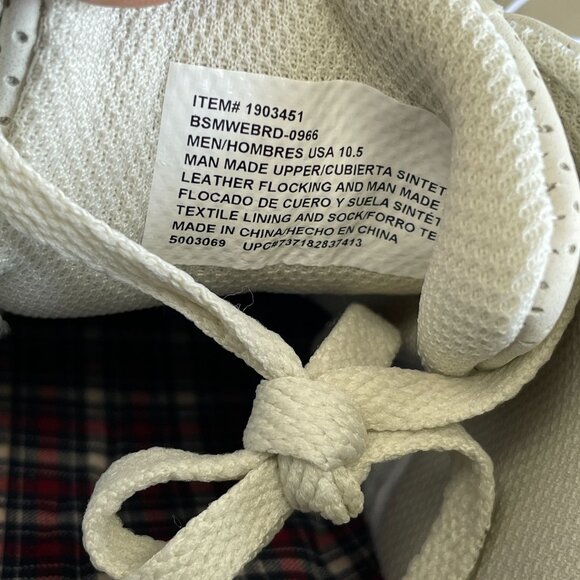 ITEM# 1903451
BSMWEBRD-0966
MEN/HOMBRES USA 10.5
MAN MADE UPPER/CUBIERTA SINTET
LEATHER FLOCKING AND MAN MADE
FLOCADO DE CUERO Y SUELA SINTÉT
TEXTILE LINING AND SOCK/FORRO TE
MADE IN CHINA/HECHO EN CHINA
5003069 UPC#737182837413